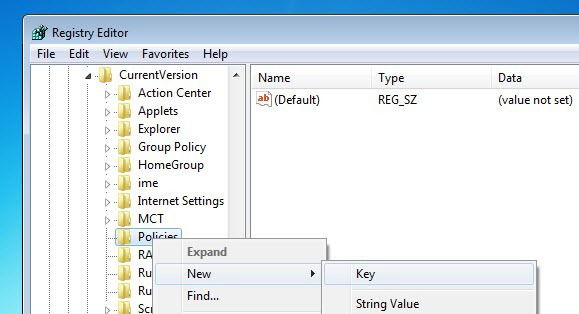 Registry Editor
File Edit View Favorites Help
CurrentVersion
Action Center
Applets
Explorer
Group Policy
HomeGroup
ime
Internet Settings
MCT
Policies
RA
Ru
Ru
Name Type Data
ab (Default) REG_SZ (value not set)
Expand
New
Find...
Key
String Value